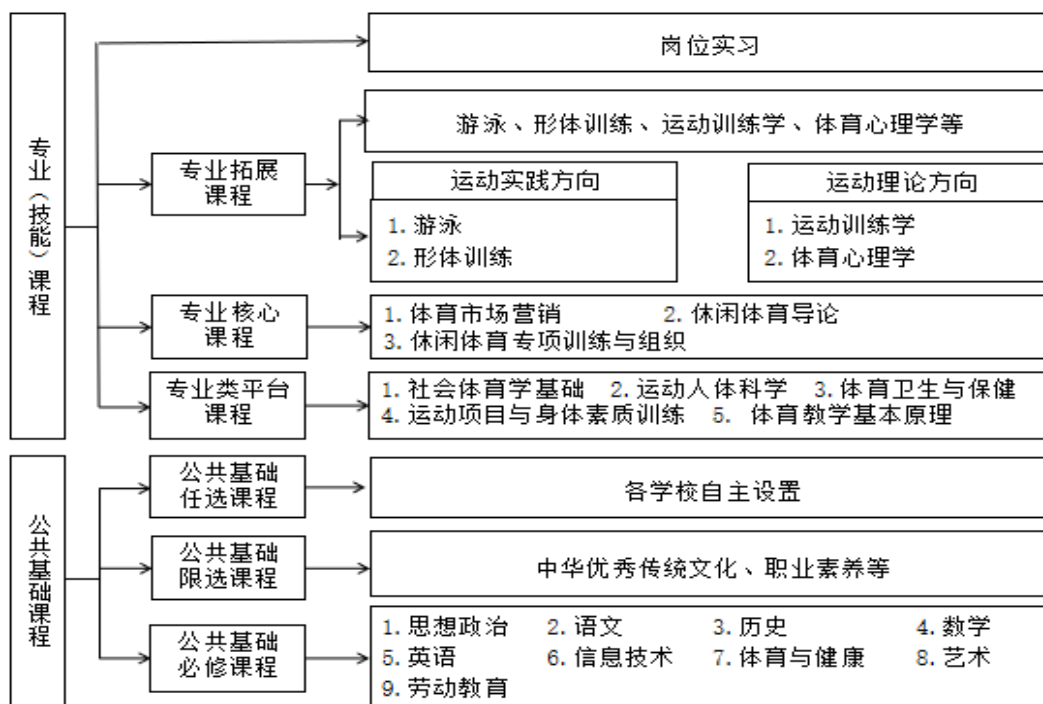 专业（技能）课程
岗位实习
专业拓展
课程
游泳、形体训练、运动训练学、体育心理学等
运动实践方向
1. 游泳
2. 形体训练
运动理论方向
1. 运动训练学
2. 体育心理学
专业核心
课程
1. 体育市场营销 2. 休闲体育导论
3. 休闲体育专项训练与组织
专业类平台
课程
1. 社会体育学基础 2. 运动人体科学 3. 体育卫生与保健
4. 运动项目与身体素质训练 5. 体育教学基本原理
公共基础课程
公共基础
任选课程
各学校自主设置
公共基础
限选课程
中华优秀传统文化、职业素养等
公共基础
必修课程
1. 思想政治 2. 语文 3. 历史 4. 数学
5. 英语 6. 信息技术 7. 体育与健康 8. 艺术
9. 劳动教育